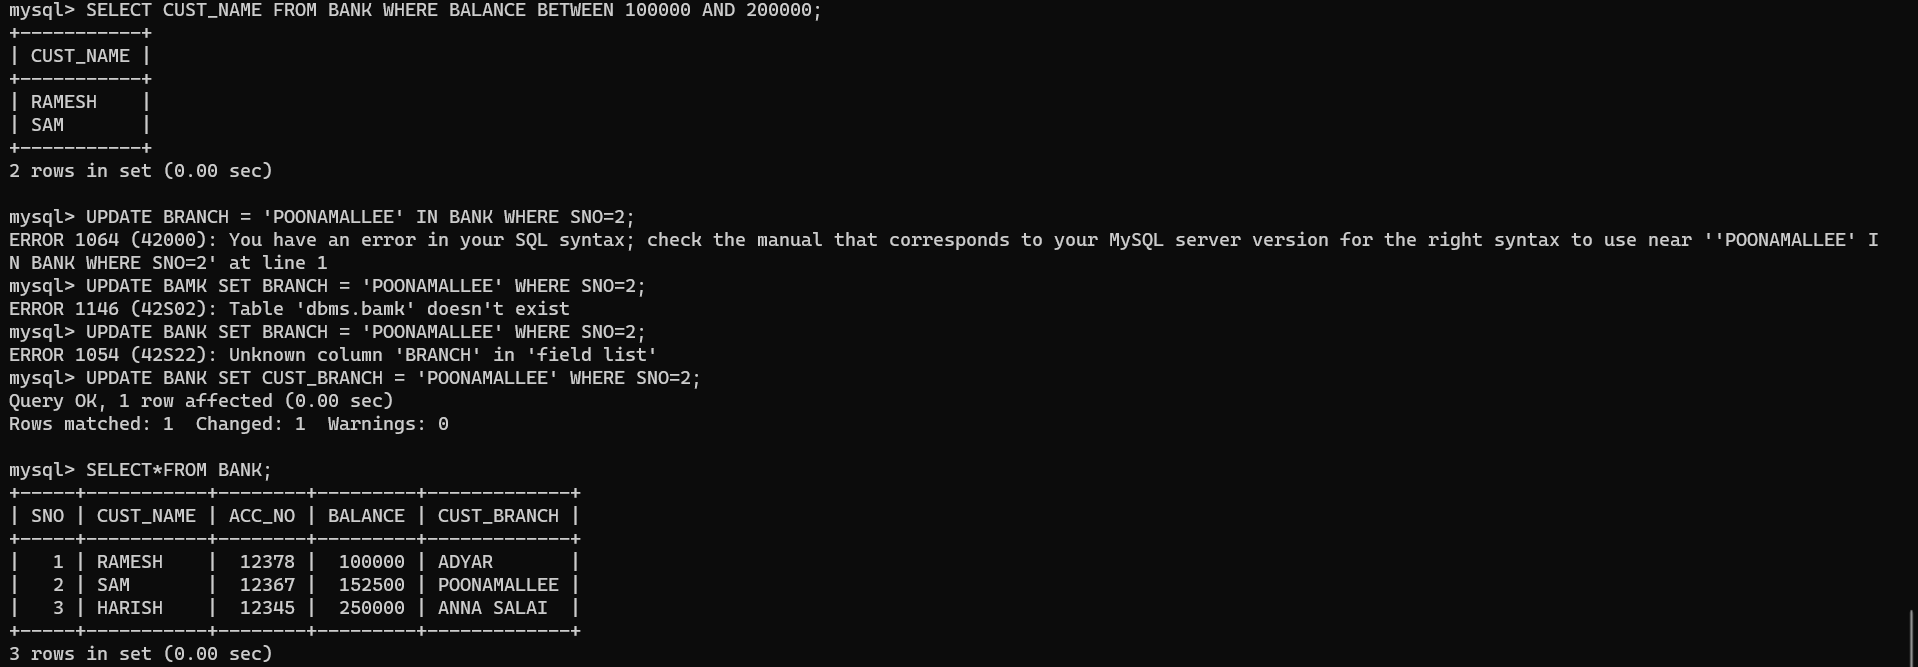 mysql> SELECT CUST_NAME FROM BANK WHERE BALANCE BETWEEN 100000 AND 200000;
+-----------+
| CUST_NAME |
+-----------+
| RAMESH    |
| SAM       |
+-----------+
2 rows in set (0.00 sec)

mysql> UPDATE BRANCH = 'POONAMALLEE' IN BANK WHERE SNO=2;
ERROR 1064 (42000): You have an error in your SQL syntax; check the manual that corresponds to your MySQL server version for the right syntax to use near ''POONAMALLEE' I
N BANK WHERE SNO=2' at line 1
mysql> UPDATE BAMK SET BRANCH = 'POONAMALLEE' WHERE SNO=2;
ERROR 1146 (42S02): Table 'dbms.bamk' doesn't exist
mysql> UPDATE BANK SET BRANCH = 'POONAMALLEE' WHERE SNO=2;
ERROR 1054 (42S22): Unknown column 'BRANCH' in 'field list'
mysql> UPDATE BANK SET CUST_BRANCH = 'POONAMALLEE' WHERE SNO=2;
Query OK, 1 row affected (0.00 sec)
Rows matched: 1  Changed: 1  Warnings: 0

mysql> SELECT*FROM BANK;
+-----+-----------+--------+---------+-------------+
| SNO | CUST_NAME | ACC_NO | BALANCE | CUST_BRANCH |
+-----+-----------+--------+---------+-------------+
|   1 | RAMESH    |  12378 |  100000 | ADYAR       |
|   2 | SAM       |  12367 |  152500 | POONAMALLEE |
|   3 | HARISH    |  12345 |  250000 | ANNA SALAI  |
+-----+-----------+--------+---------+-------------+
3 rows in set (0.00 sec)